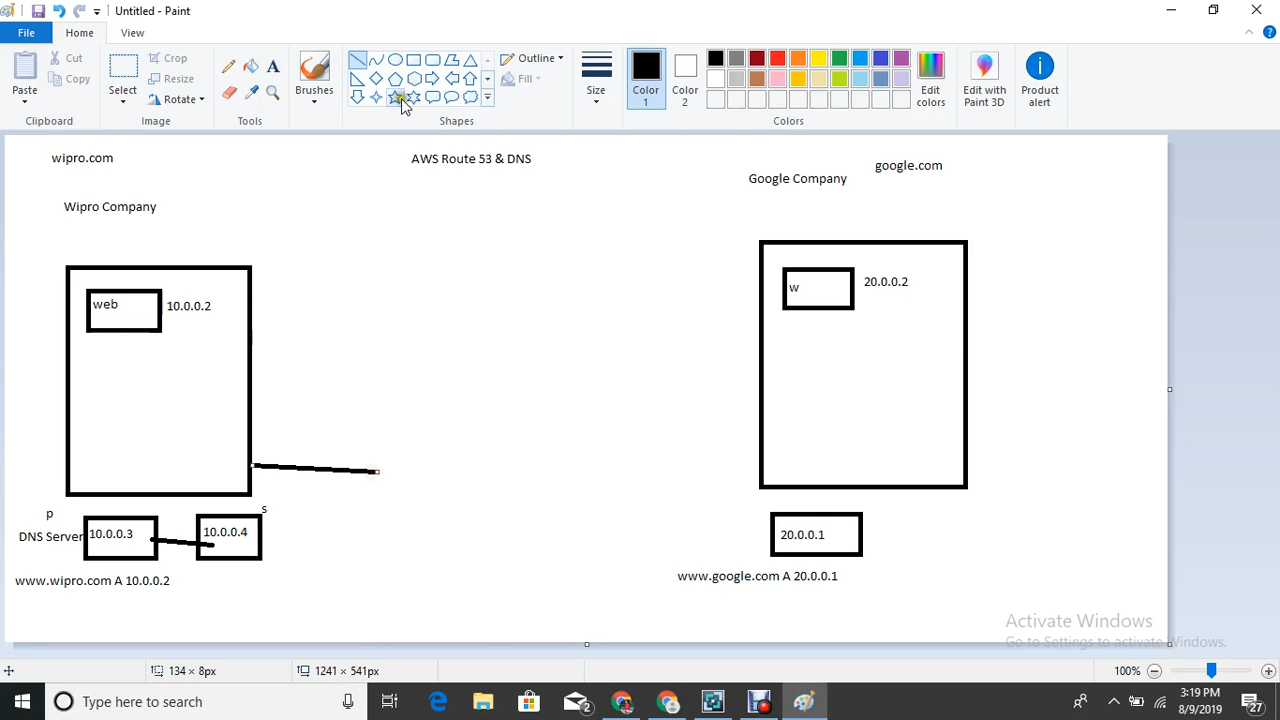 Untitled - Paint
File
Home
View
Paste
Cut
Copy
Clipboard
Select
Crop
Resize
Rotate
Image
A
Tools
Brushes
Shapes
Outline
Fill
Size
Color 1
Color 2
Colors
Edit colors
Edit with Paint 3D
Product alert
wipro.com
AWS Route 53 & DNS
google.com
Google Company
Wipro Company
web
10.0.0.2
w
20.0.0.2
p
s
DNS Server
10.0.0.3
10.0.0.4
20.0.0.1
www.wipro.com A 10.0.0.2
www.google.com A 20.0.0.1
Activate Windows
Go to Settings to activate Windows.
134 × 8px
1241 × 541px
100%
Type here to search
2
3:19 PM
8/9/2019
27